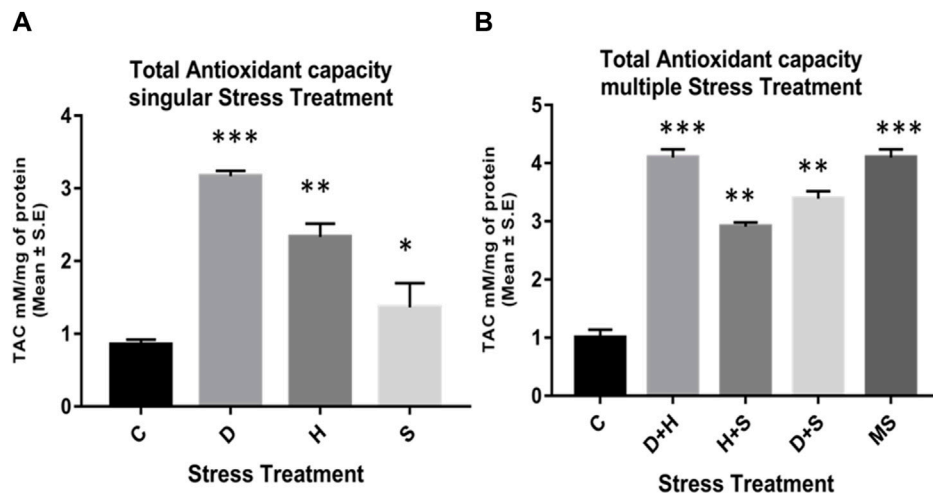 A
Total Antioxidant capacity
singular Stress Treatment
TAC mM/mg of protein
(Mean ± S.E)
4
3
2
1
0
***
**
*
C
D
H
S
Stress Treatment
B
Total Antioxidant capacity
multiple Stress Treatment
TAC mM/mg of protein
(Mean ± S.E)
5
4
3
2
1
0
***
**
**
***
C
D+H
H+S
D+S
MS
Stress Treatment